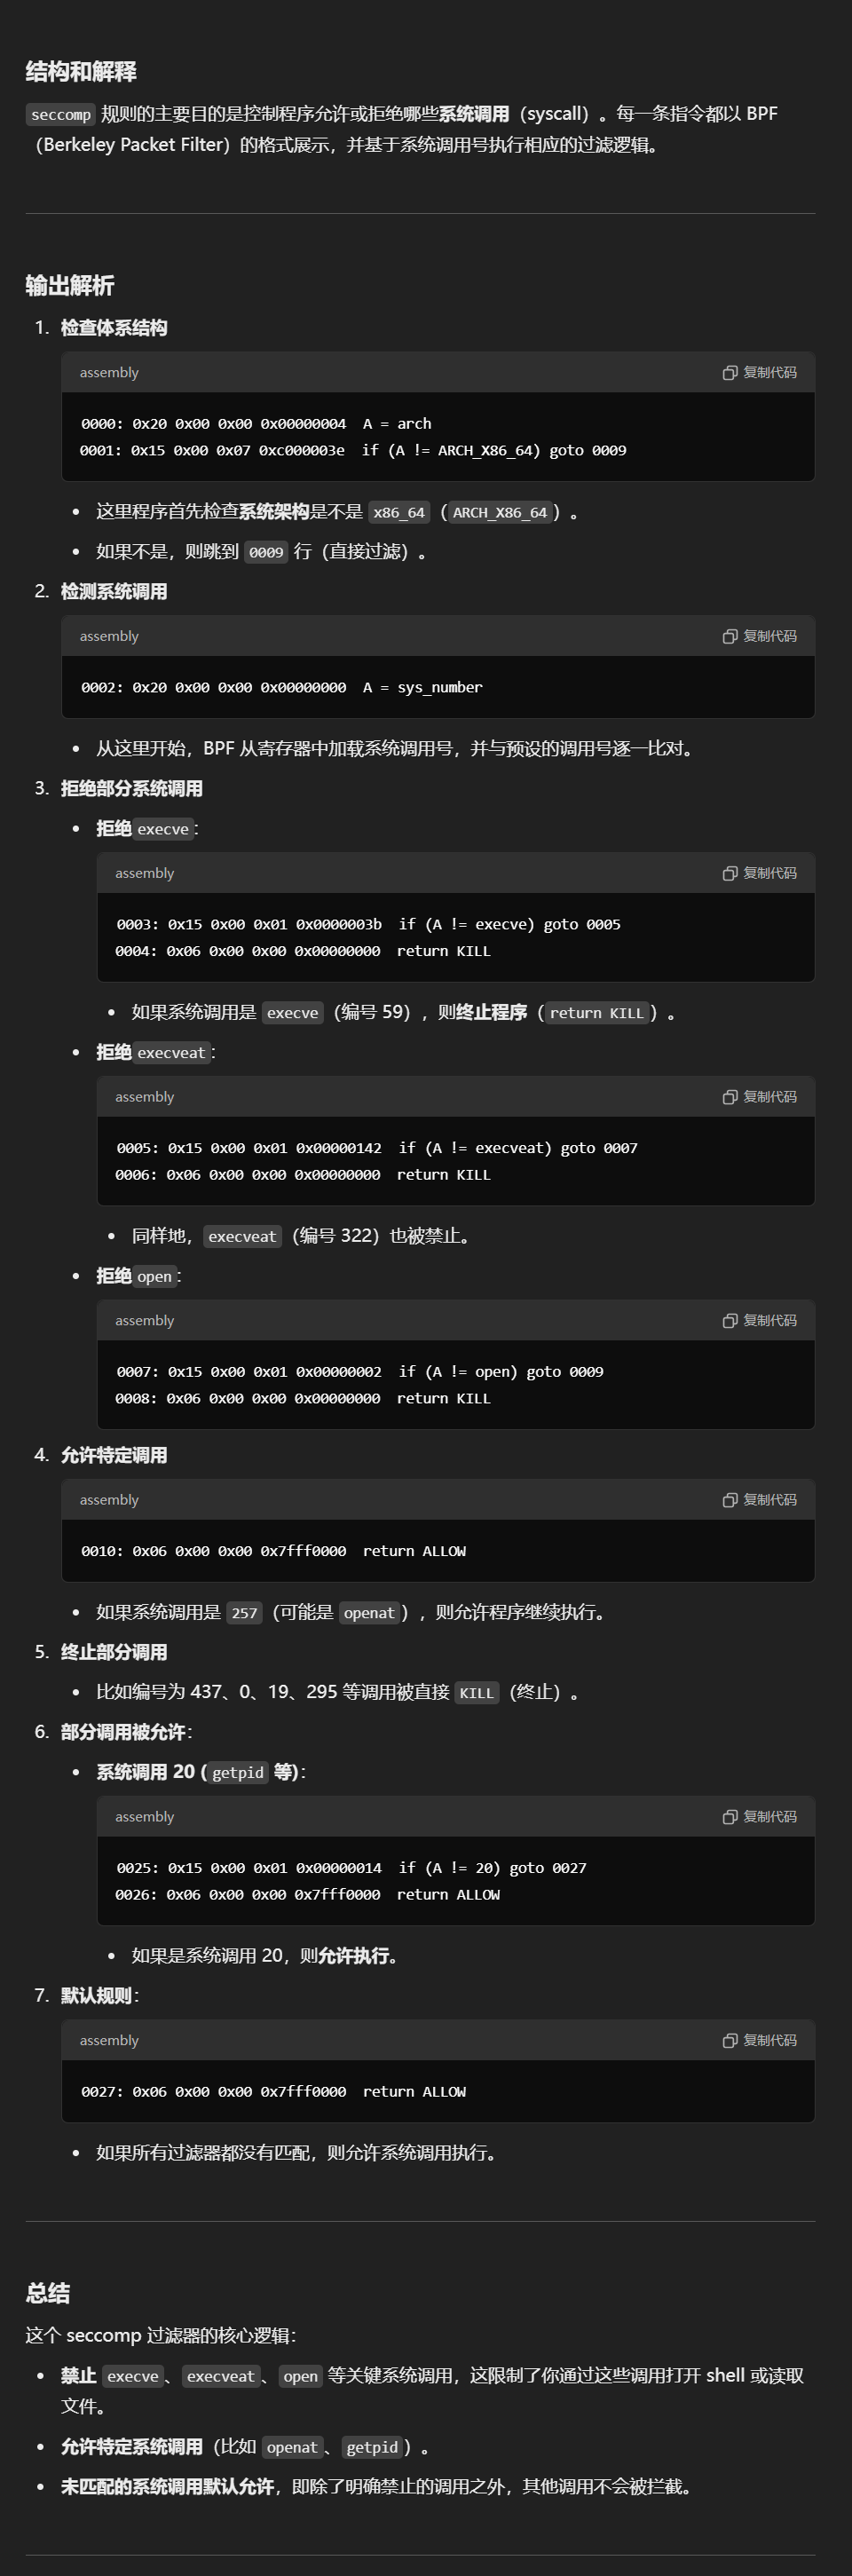 结构和解释
seccomp 规则的主要目的是控制程序允许或拒绝哪些系统调用（syscall）。每一条指令都以 BPF
（Berkeley Packet Filter）的格式展示，并基于系统调用号执行相应的过滤逻辑。
输出解析
1. 检查体系结构
assembly 复制代码
0000: 0x20 0x00 0x00 0x00000004  A = arch
0001: 0x15 0x00 0x07 0xc000003e  if (A != ARCH_X86_64) goto 0009
• 这里程序首先检查系统架构是不是 x86_64（ARCH_X86_64）。
• 如果不是，则跳到 0009 行（直接过滤）。
2. 检测系统调用
assembly 复制代码
0002: 0x20 0x00 0x00 0x00000000  A = sys_number
• 从这里开始，BPF 从寄存器中加载系统调用号，并与预设的调用号逐一比对。
3. 拒绝部分系统调用
• 拒绝execve：
assembly 复制代码
0003: 0x15 0x00 0x01 0x0000003b  if (A != execve) goto 0005
0004: 0x06 0x00 0x00 0x00000000  return KILL
• 如果系统调用是 execve（编号 59），则终止程序（return KILL）。
• 拒绝execveat：
assembly 复制代码
0005: 0x15 0x00 0x01 0x00000142  if (A != execveat) goto 0007
0006: 0x06 0x00 0x00 0x00000000  return KILL
• 同样地，execveat（编号 322）也被禁止。
• 拒绝open：
assembly 复制代码
0007: 0x15 0x00 0x01 0x00000002  if (A != open) goto 0009
0008: 0x06 0x00 0x00 0x00000000  return KILL
4. 允许特定调用
assembly 复制代码
0010: 0x06 0x00 0x00 0x7fff0000  return ALLOW
• 如果系统调用是 257（可能是 openat），则允许程序继续执行。
5. 终止部分调用
• 比如编号为 437、0、19、295 等调用被直接 KILL（终止）。
6. 部分调用被允许：
• 系统调用 20 (getpid 等)：
assembly 复制代码
0025: 0x15 0x00 0x01 0x00000014  if (A != 20) goto 0027
0026: 0x06 0x00 0x00 0x7fff0000  return ALLOW
• 如果是系统调用 20，则允许执行。
7. 默认规则：
assembly 复制代码
0027: 0x06 0x00 0x00 0x7fff0000  return ALLOW
• 如果所有过滤器都没有匹配，则允许系统调用执行。
总结
这个 seccomp 过滤器的核心逻辑：
• 禁止 execve、execveat、open 等关键系统调用，这限制了你通过这些调用打开 shell 或读取
文件。
• 允许特定系统调用（比如 openat、getpid）。
• 未匹配的系统调用默认允许，即除了明确禁止的调用之外，其他调用不会被拦截。